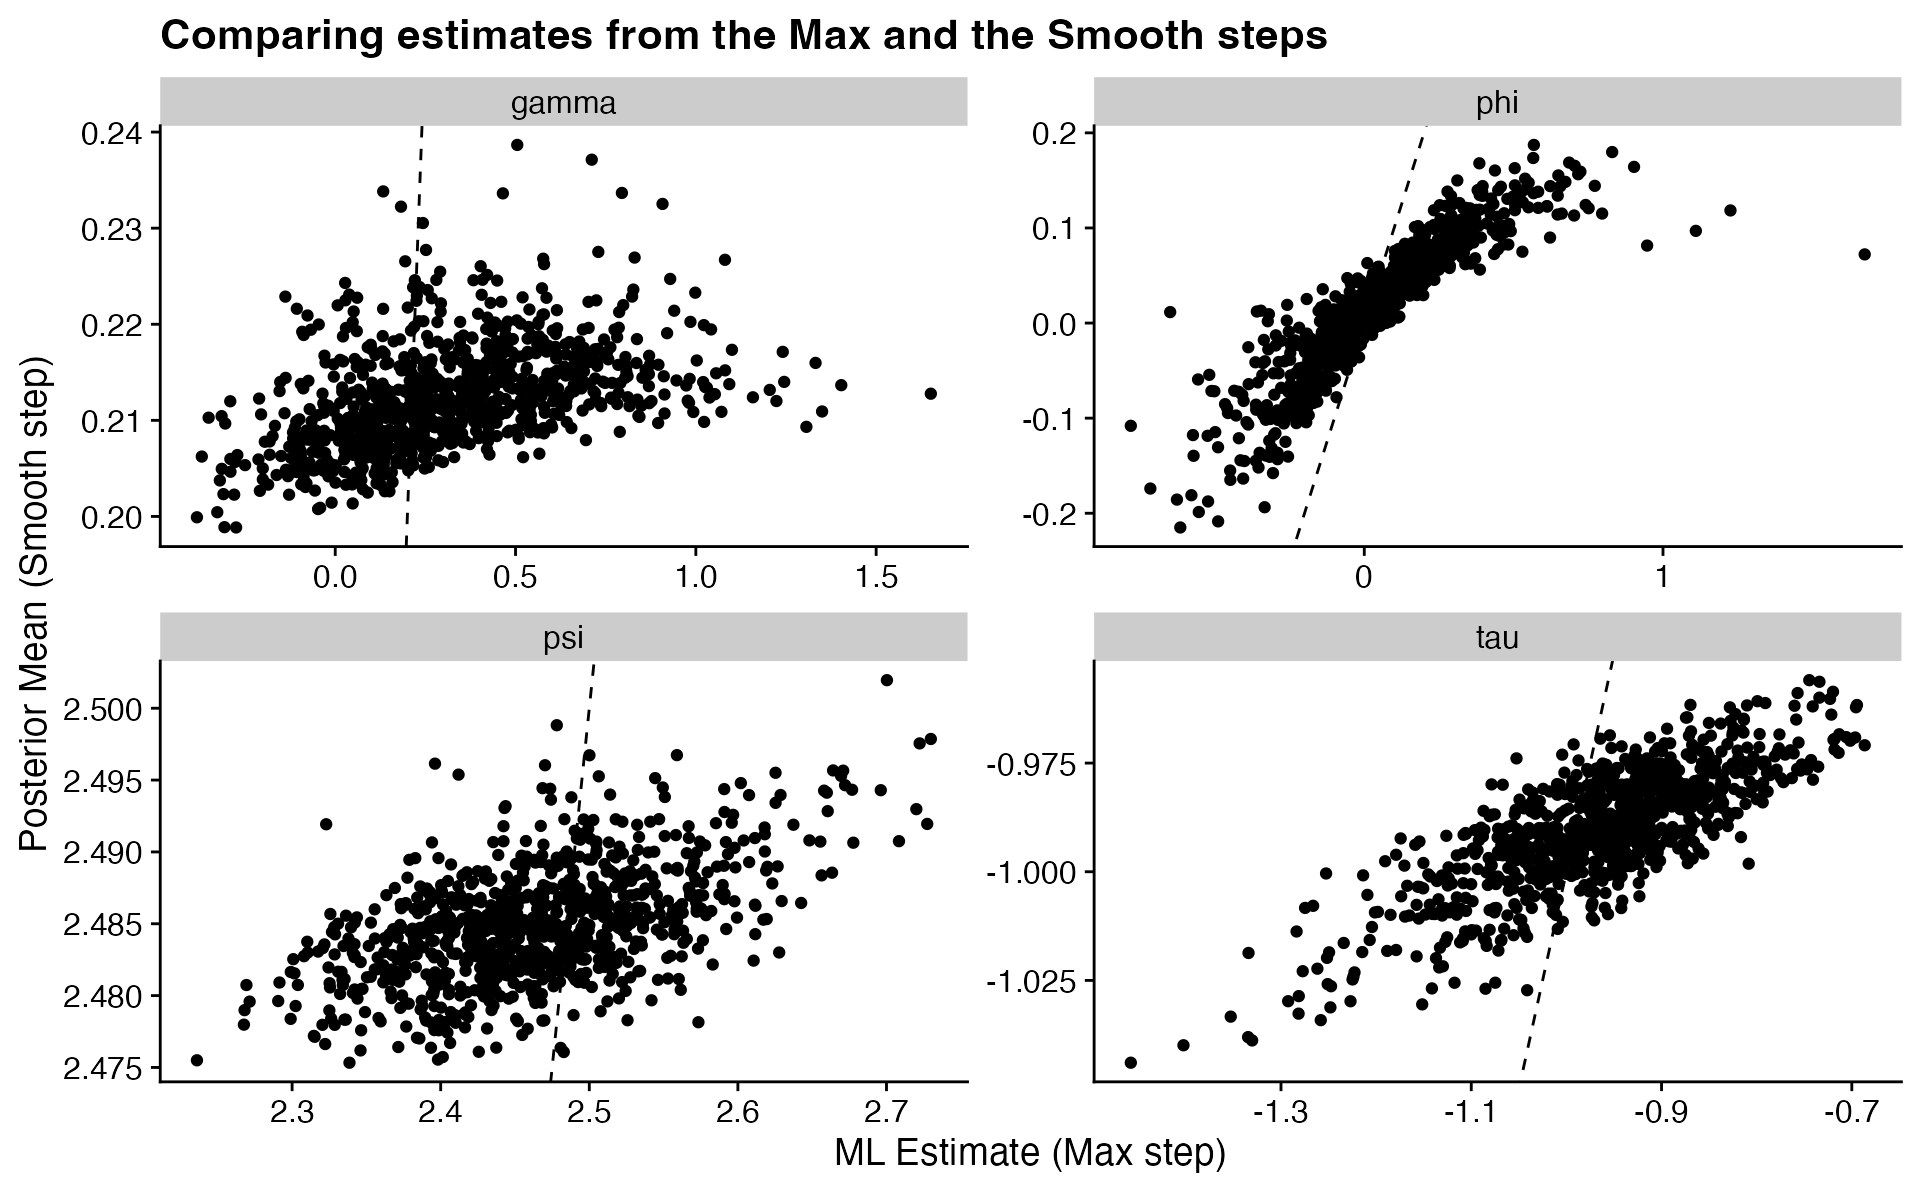 Comparing estimates from the Max and the Smooth steps
gamma
phi
0.24
0.23
0.22
0.21
0.20
0.0 0.5 1.0 1.5
0.2
0.1
0.0
-0.1
-0.2
0 1
psi
tau
2.500
2.495
2.490
2.485
2.480
2.475
2.3 2.4 2.5 2.6 2.7
-0.975
-1.000
-1.025
-1.3 -1.1 -0.9 -0.7
Posterior Mean (Smooth step)
ML Estimate (Max step)